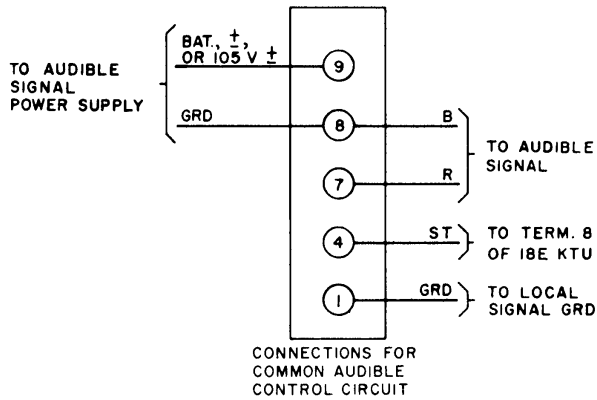 BAT., ±,
OR 105 V ±
TO AUDIBLE
SIGNAL
POWER SUPPLY
GRD
9
8
7
4
1
B
R
TO AUDIBLE
SIGNAL
ST
TO TERM. 8
OF 18E KTU
GRD
TO LOCAL
SIGNAL GRD
CONNECTIONS FOR
COMMON AUDIBLE
CONTROL CIRCUIT